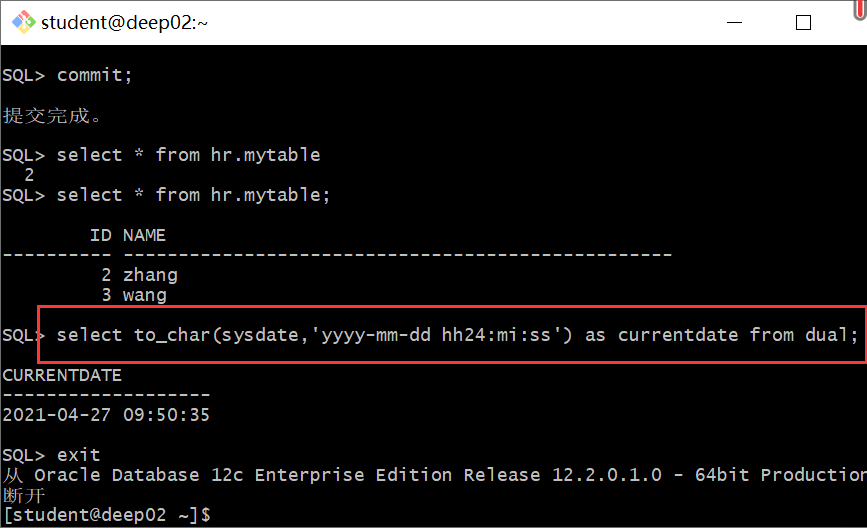 student@deep02:~
SQL> commit;
提交完成。
SQL> select * from hr.mytable
  2
SQL> select * from hr.mytable;
        ID NAME
---------- --------------------------------------------------
         2 zhang
         3 wang
SQL> select to_char(sysdate,'yyyy-mm-dd hh24:mi:ss') as currentdate from dual;
CURRENTDATE
-------------------
2021-04-27 09:50:35
SQL> exit
从 Oracle Database 12c Enterprise Edition Release 12.2.0.1.0 - 64bit Production
断开
[student@deep02 ~]$